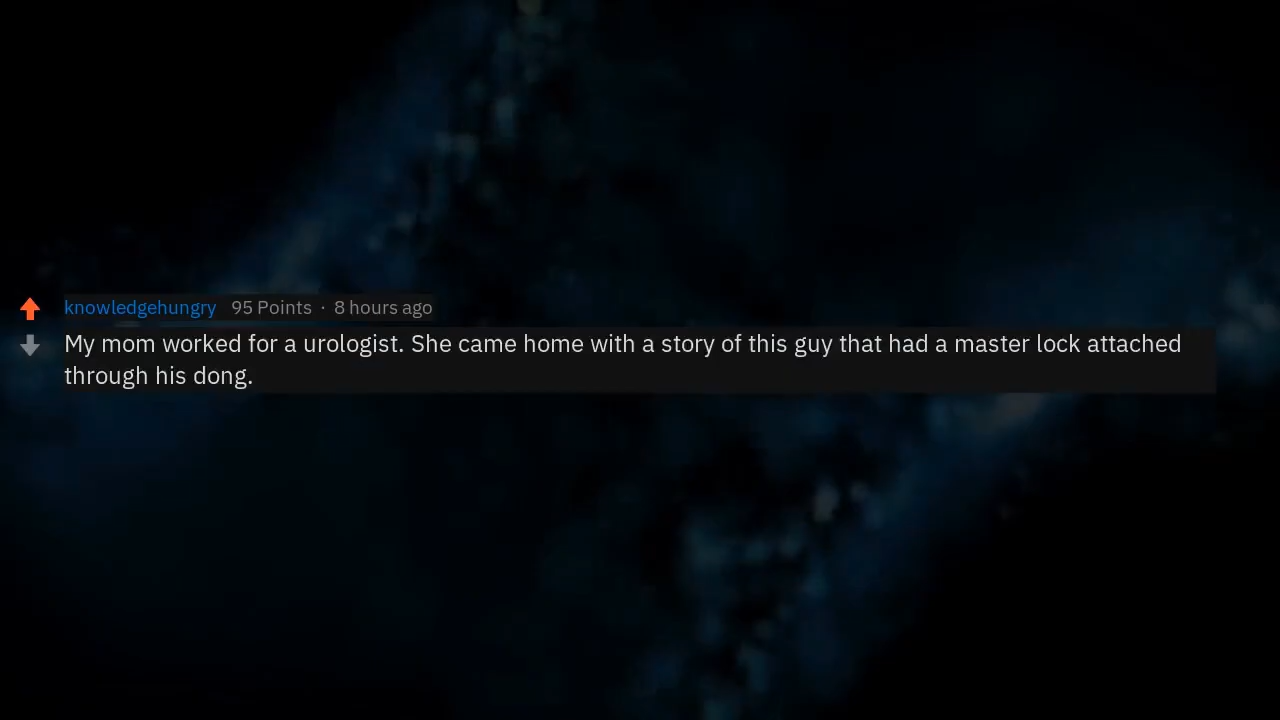 knowledgehungry 95 Points · 8 hours ago
My mom worked for a urologist. She came home with a story of this guy that had a master lock attached
through his dong.